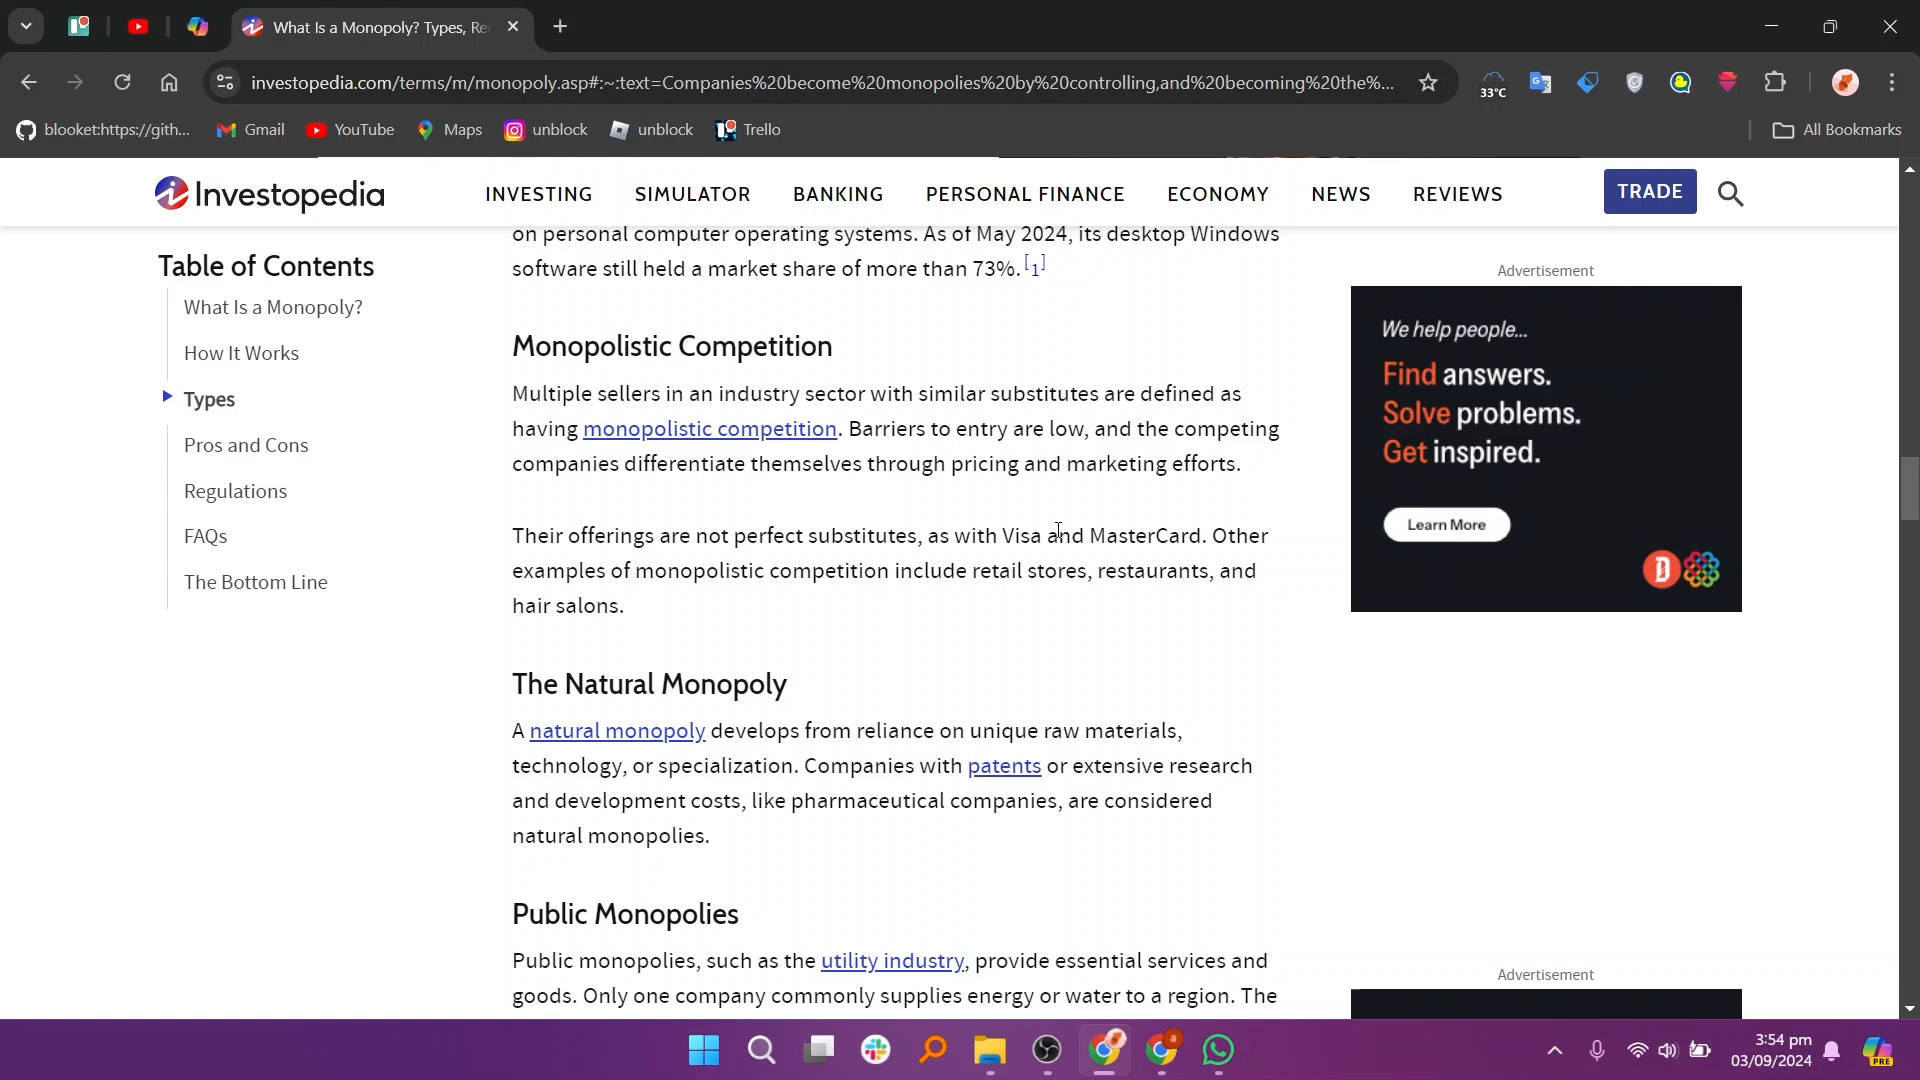 What Is a Monopoly? Types, Re
investopedia.com/terms/m/monopoly.asp#:~:text=Companies%20become%20monopolies%20by%20controlling,and%20becoming%20the%...
33°C
blooket:https://gith...
Gmail
YouTube
Maps
unblock
unblock
Trello
All Bookmarks
Investopedia
INVESTING
SIMULATOR
BANKING
PERSONAL FINANCE
ECONOMY
NEWS
REVIEWS
TRADE
Table of Contents
What Is a Monopoly?
How It Works
Types
Pros and Cons
Regulations
FAQs
The Bottom Line
on personal computer operating systems. As of May 2024, its desktop Windows
software still held a market share of more than 73%.[1]
Monopolistic Competition
Multiple sellers in an industry sector with similar substitutes are defined as
having monopolistic competition. Barriers to entry are low, and the competing
companies differentiate themselves through pricing and marketing efforts.
Their offerings are not perfect substitutes, as with Visa and MasterCard. Other
examples of monopolistic competition include retail stores, restaurants, and
hair salons.
The Natural Monopoly
A natural monopoly develops from reliance on unique raw materials,
technology, or specialization. Companies with patents or extensive research
and development costs, like pharmaceutical companies, are considered
natural monopolies.
Public Monopolies
Public monopolies, such as the utility industry, provide essential services and
goods. Only one company commonly supplies energy or water to a region. The
Advertisement
We help people...
Find answers.
Solve problems.
Get inspired.
Learn More
D
Advertisement
3:54 pm
03/09/2024
PRE